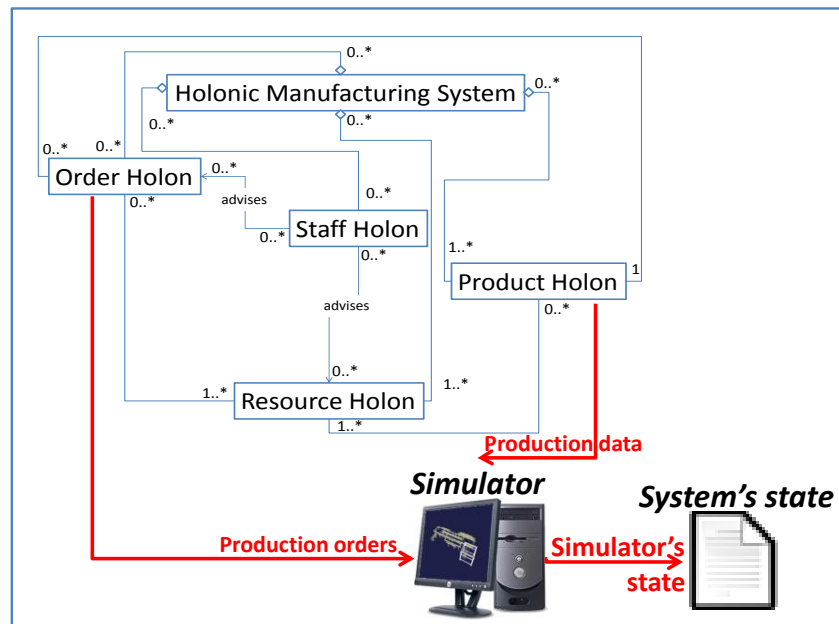 0..*
0..*
Holonic Manufacturing System
0..*
0..*
0..*
0..*
0..*
Order Holon
0..*
0..*
0..*
advises
0..*
Staff Holon
0..*
1..*
1
Product Holon
0..*
advises
0..*
1..*
1..*
Resource Holon
1..*
Production data
Simulator
System's state
Production orders
Simulator's
state